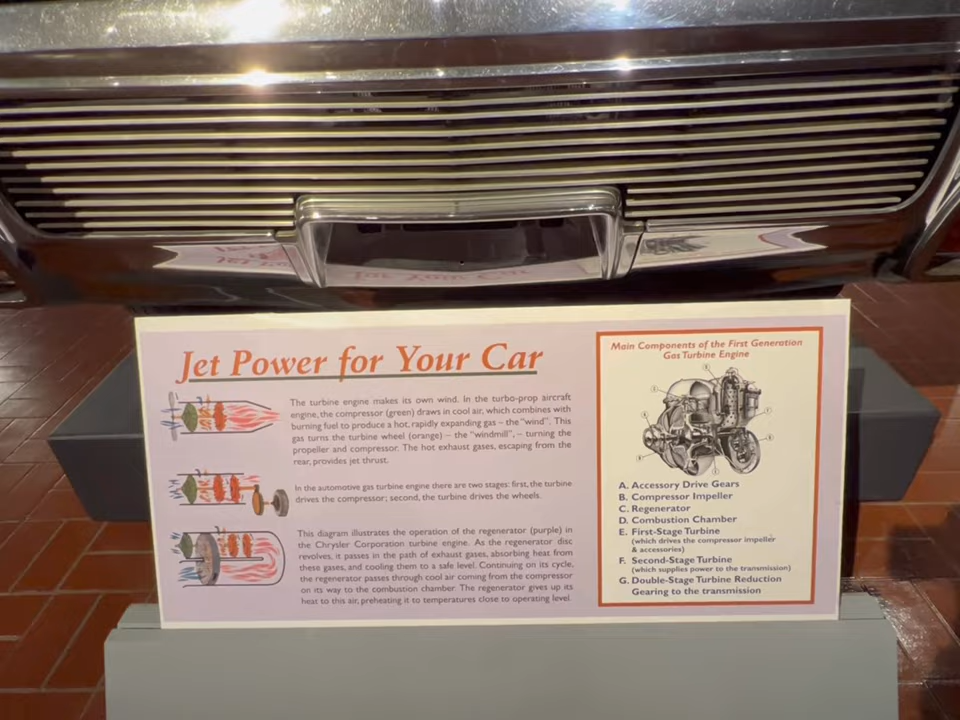 Jet Power for Your Car
The turbine engine makes its own wind. In the turbo-prop aircraft
engine, the compressor (green) draws in cool air, which combines with
burning fuel to produce a hot, rapidly expanding gas – the "wind". This
gas turns the turbine wheel (orange) – the "windmill", – turning the
propeller and compressor. The hot exhaust gases, escaping from the
rear, provides jet thrust.
In the automotive gas turbine engine there are two stages: first, the turbine
drives the compressor; second, the turbine drives the wheels.
This diagram illustrates the operation of the regenerator (purple) in
the Chrysler Corporation turbine engine. As the regenerator disc
revolves, it passes in the path of exhaust gases, absorbing heat from
these gases, and cooling them to a safe level. Continuing on its cycle,
the regenerator passes through cool air coming from the compressor
on its way to the combustion chamber. The regenerator gives up its
heat to this air, preheating it to temperatures close to operating level.
Main Components of the First Generation
Gas Turbine Engine
A. Accessory Drive Gears
B. Compressor Impeller
C. Regenerator
D. Combustion Chamber
E. First-Stage Turbine
(which drives the compressor impeller
& accessories)
F. Second-Stage Turbine
(which supplies power to the transmission)
G. Double-Stage Turbine Reduction
Gearing to the transmission